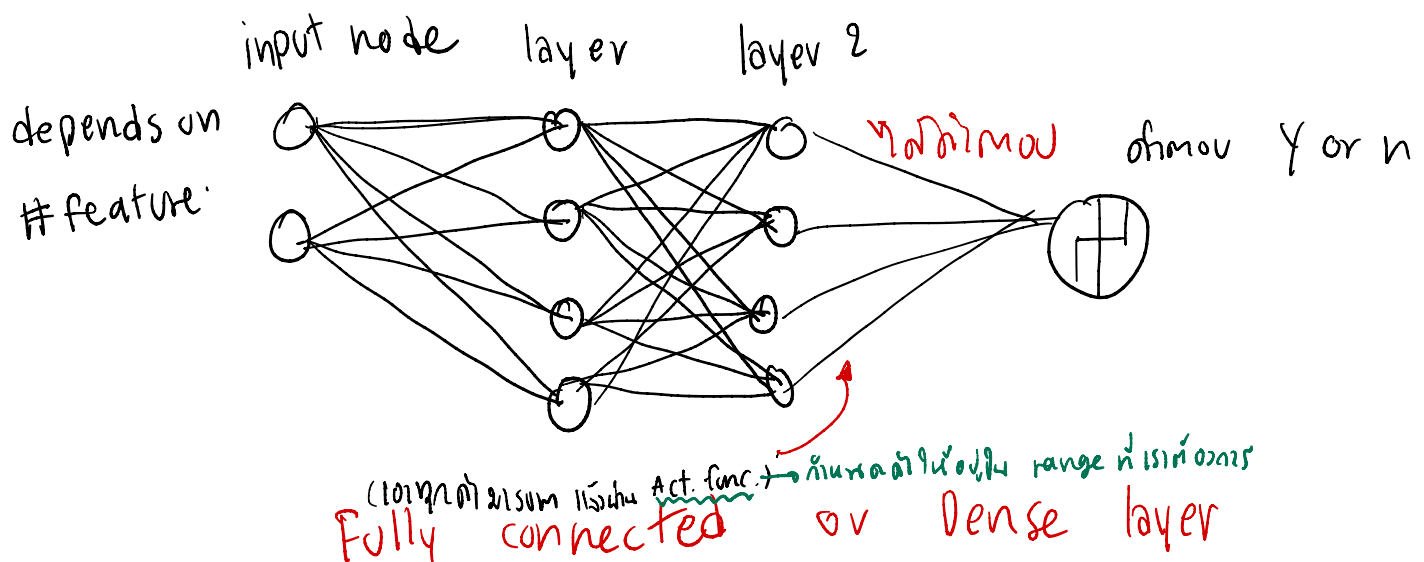 input node
layer
layer 2
depends on
#feature
ใส่คำตอบ
คำตอบ Y or n
(เอาทุกค่ามารวม แล้วผ่าน Act. func.) → กำหนดค่าให้อยู่ใน range ที่เราต้องการ
Fully connected or Dense layer